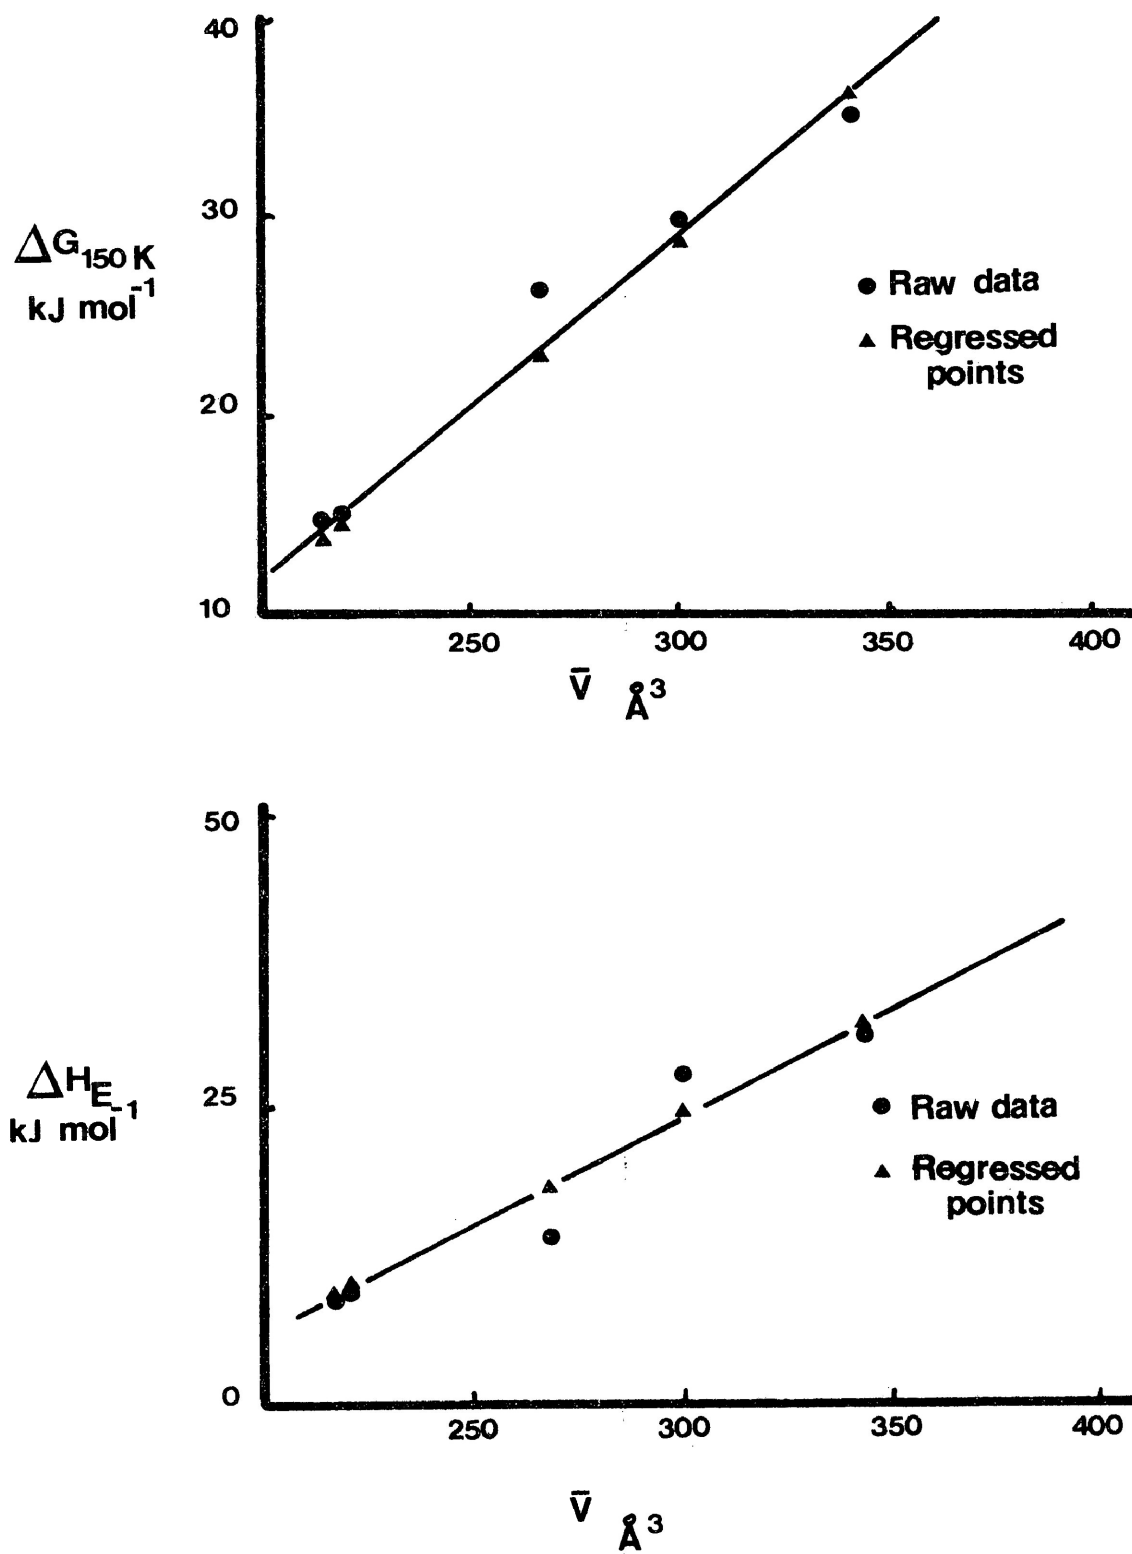 40
30
ΔG150 K
kJ mol-1
● Raw data
▲ Regressed
points
20
10
250 300 350 400
V̅ Å3
50
ΔHE
kJ mol-1
25
● Raw data
▲ Regressed
points
0
250 300 350 400
V̅ Å3